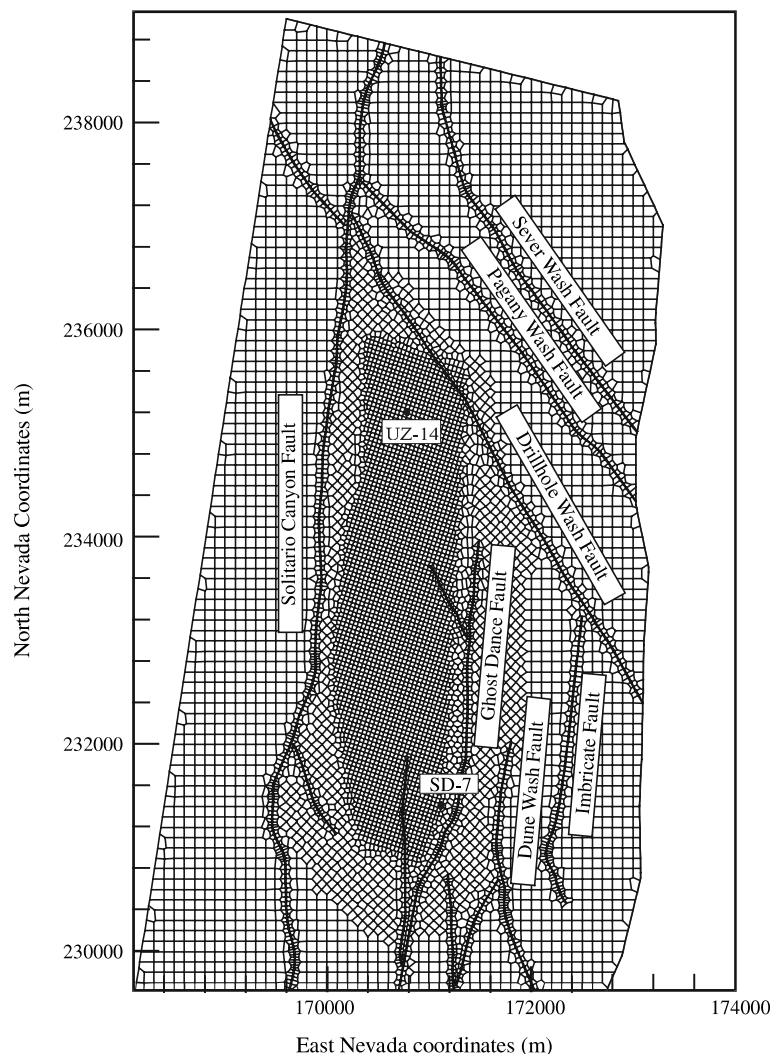 238000
236000
234000
232000
230000
North Nevada Coordinates (m)
Sever Wash Fault
Pagany Wash Fault
Drillhole Wash Fault
UZ-14
Solitario Canyon Fault
Ghost Dance Fault
SD-7
Dune Wash Fault
Imbricate Fault
170000
172000
174000
East Nevada coordinates (m)